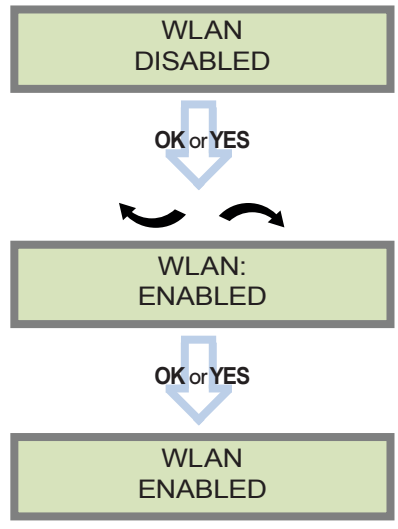 WLAN
DISABLED
OK or YES
WLAN:
ENABLED
OK or YES
WLAN
ENABLED